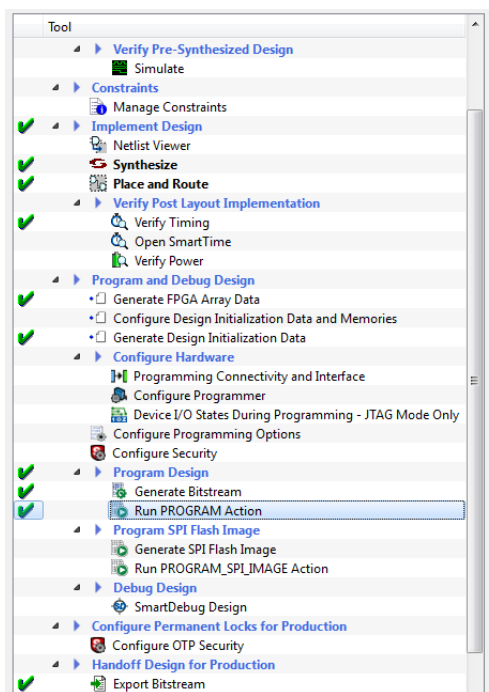 Tool
Verify Pre-Synthesized Design
Simulate
Constraints
Manage Constraints
Implement Design
Netlist Viewer
Synthesize
Place and Route
Verify Post Layout Implementation
Verify Timing
Open SmartTime
Verify Power
Program and Debug Design
Generate FPGA Array Data
Configure Design Initialization Data and Memories
Generate Design Initialization Data
Configure Hardware
Programming Connectivity and Interface
Configure Programmer
Device I/O States During Programming - JTAG Mode Only
Configure Programming Options
Configure Security
Program Design
Generate Bitstream
Run PROGRAM Action
Program SPI Flash Image
Generate SPI Flash Image
Run PROGRAM_SPI_IMAGE Action
Debug Design
SmartDebug Design
Configure Permanent Locks for Production
Configure OTP Security
Handoff Design for Production
Export Bitstream